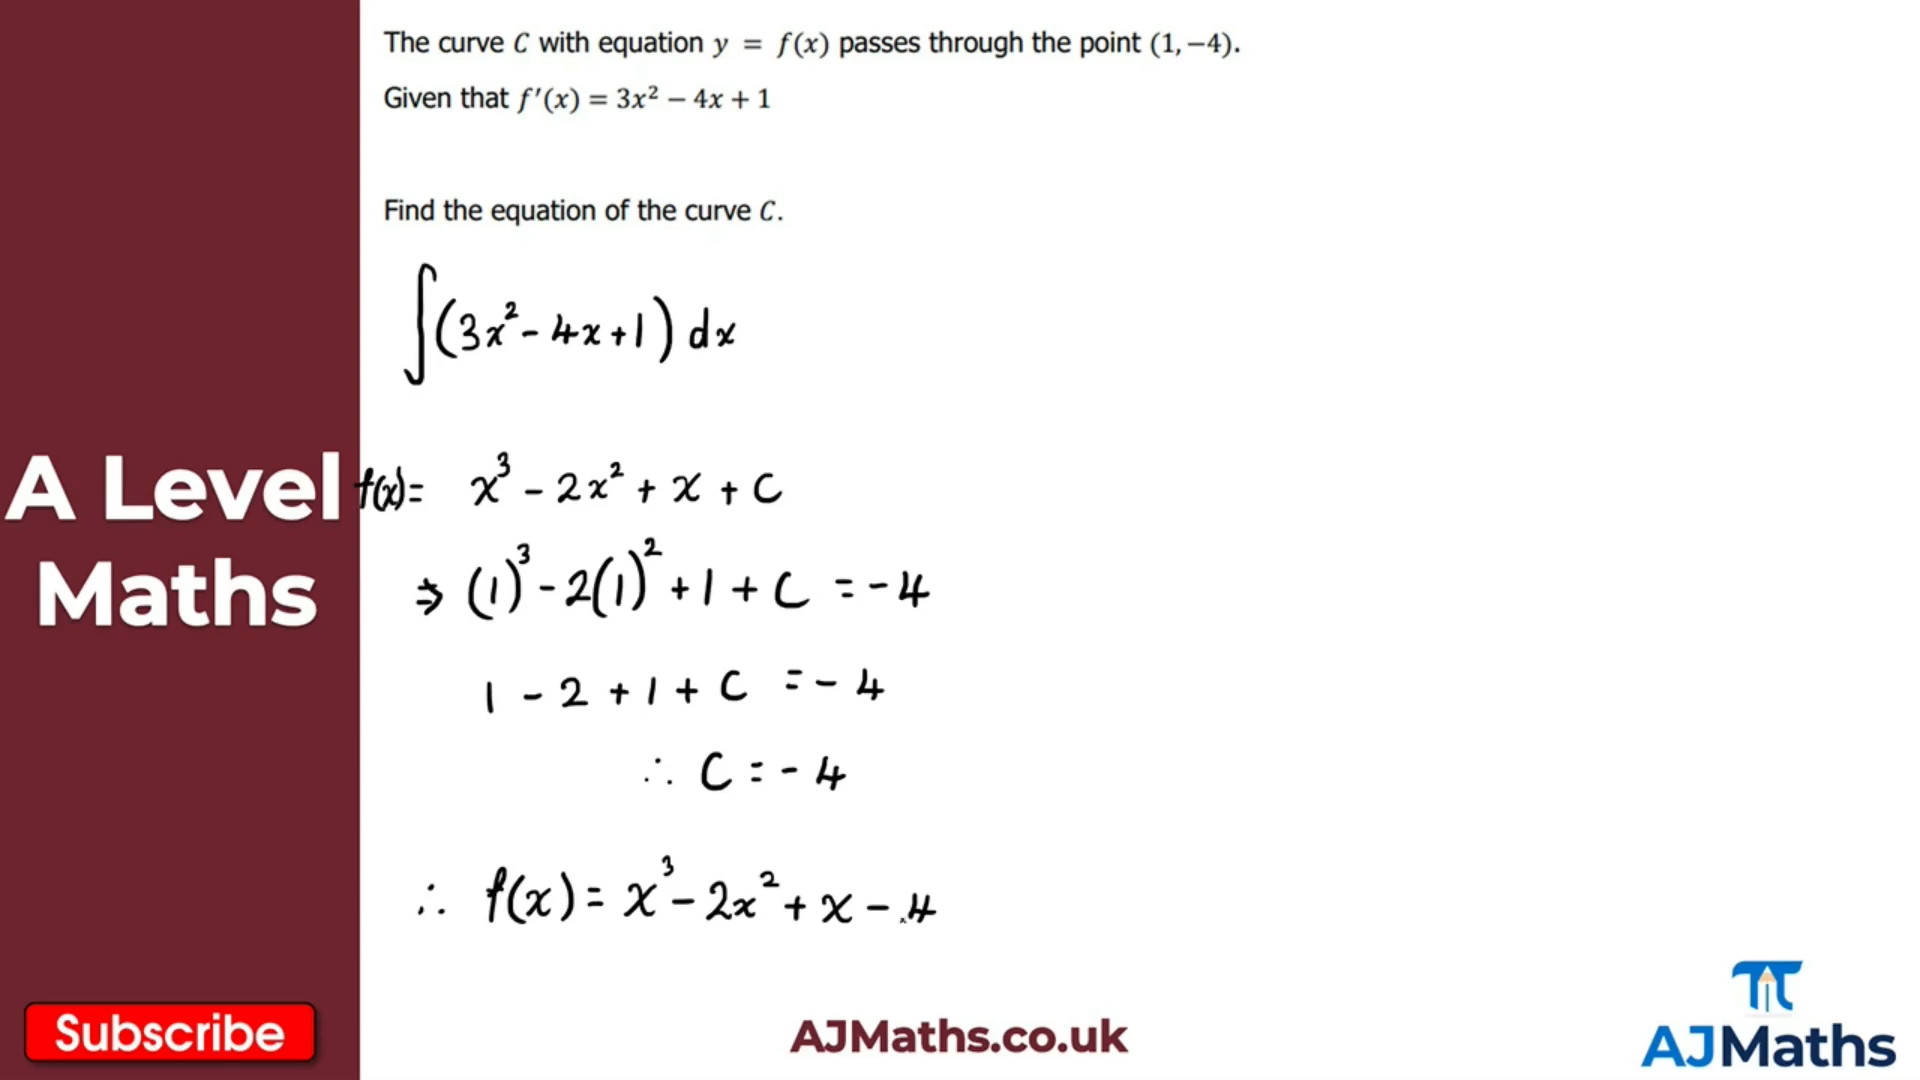 The curve C with equation y = f(x) passes through the point (1, −4).
Given that f′(x) = 3x² − 4x + 1
Find the equation of the curve C.
∫(3x² - 4x + 1) dx
A Level
Maths
f(x) = x³ - 2x² + x + C
⇒ (1)³ - 2(1)² + 1 + C = -4
1 - 2 + 1 + C = -4
∴ C = -4
∴ f(x) = x³ - 2x² + x - 4
Subscribe
AJMaths.co.uk
AJMaths